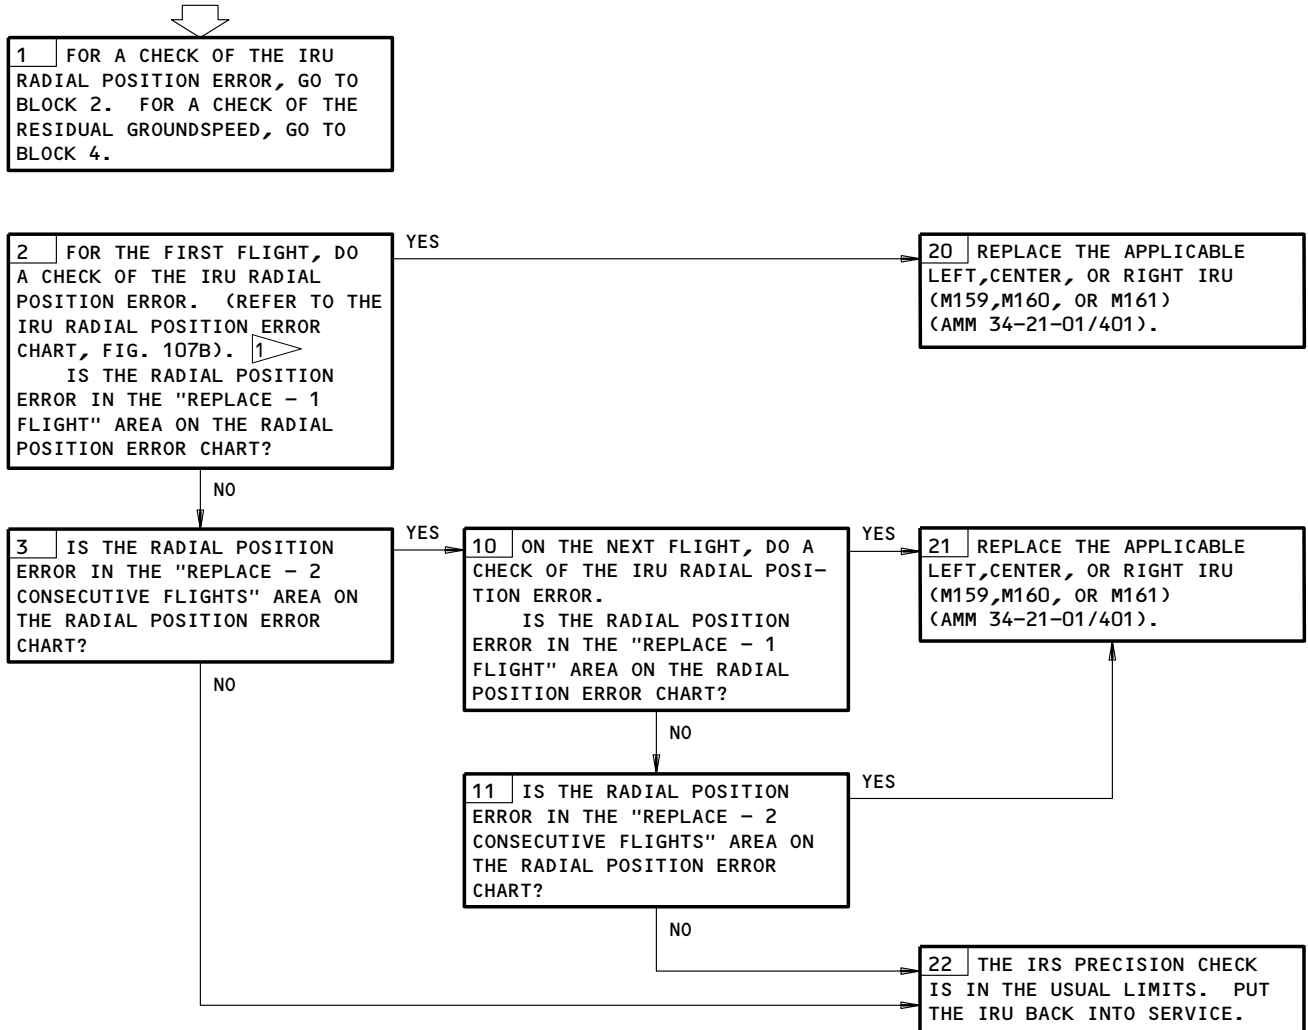 1 FOR A CHECK OF THE IRU
RADIAL POSITION ERROR, GO TO
BLOCK 2. FOR A CHECK OF THE
RESIDUAL GROUNDSPEED, GO TO
BLOCK 4.
2 FOR THE FIRST FLIGHT, DO
A CHECK OF THE IRU RADIAL
POSITION ERROR. (REFER TO THE
IRU RADIAL POSITION ERROR
CHART, FIG. 107B). 1
IS THE RADIAL POSITION
ERROR IN THE "REPLACE - 1
FLIGHT" AREA ON THE RADIAL
POSITION ERROR CHART?
YES
20 REPLACE THE APPLICABLE
LEFT,CENTER, OR RIGHT IRU
(M159,M160, OR M161)
(AMM 34-21-01/401).
NO
3 IS THE RADIAL POSITION
ERROR IN THE "REPLACE - 2
CONSECUTIVE FLIGHTS" AREA ON
THE RADIAL POSITION ERROR
CHART?
YES
10 ON THE NEXT FLIGHT, DO A
CHECK OF THE IRU RADIAL POSI-
TION ERROR.
IS THE RADIAL POSITION
ERROR IN THE "REPLACE - 1
FLIGHT" AREA ON THE RADIAL
POSITION ERROR CHART?
YES
21 REPLACE THE APPLICABLE
LEFT,CENTER, OR RIGHT IRU
(M159,M160, OR M161)
(AMM 34-21-01/401).
NO
NO
11 IS THE RADIAL POSITION
ERROR IN THE "REPLACE - 2
CONSECUTIVE FLIGHTS" AREA ON
THE RADIAL POSITION ERROR
CHART?
YES
NO
22 THE IRS PRECISION CHECK
IS IN THE USUAL LIMITS. PUT
THE IRU BACK INTO SERVICE.